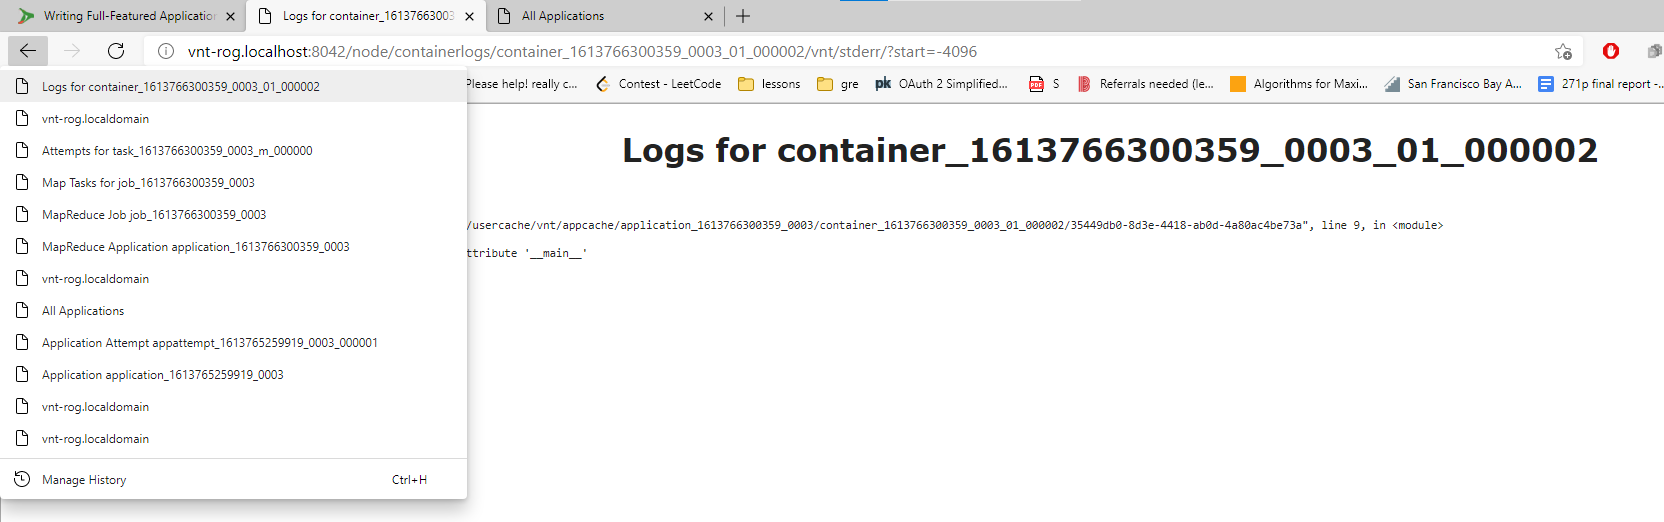 Writing Full-Featured Application
Logs for container_16137663003
All Applications
vnt-rog.localhost:8042/node/containerlogs/container_1613766300359_0003_01_000002/vnt/stderr/?start=-4096
Please help! really c...
Contest - LeetCode
lessons
gre
pk OAuth 2 Simplified...
S
Referrals needed (le...
Algorithms for Maxi...
San Francisco Bay A...
271p final report -...
Logs for container_1613766300359_0003_01_000002
vnt-rog.localdomain
Attempts for task_1613766300359_0003_m_000000
Map Tasks for job_1613766300359_0003
MapReduce Job job_1613766300359_0003
MapReduce Application application_1613766300359_0003
vnt-rog.localdomain
All Applications
Application Attempt appattempt_1613765259919_0003_000001
Application application_1613765259919_0003
vnt-rog.localdomain
vnt-rog.localdomain
Manage History Ctrl+H
Logs for container_1613766300359_0003_01_000002
/usercache/vnt/appcache/application_1613766300359_0003/container_1613766300359_0003_01_000002/35449db0-8d3e-4418-ab0d-4a80ac4be73a", line 9, in <module>
ttribute '__main__'